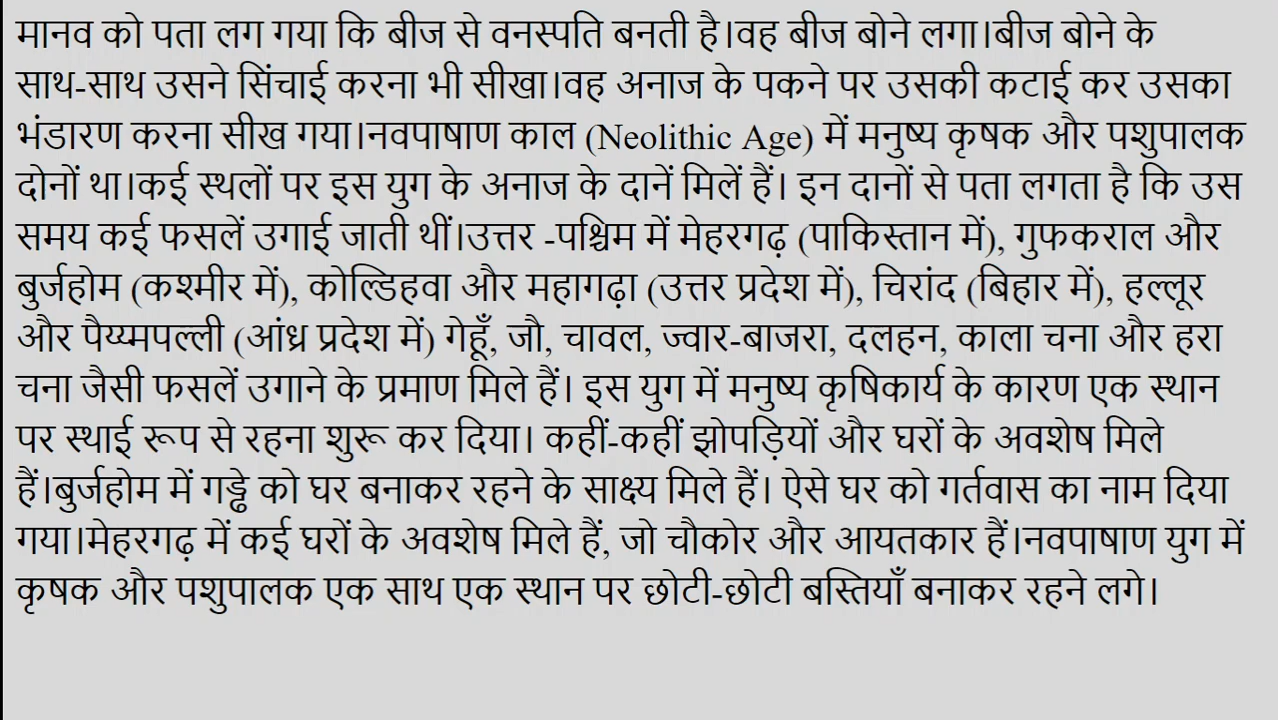 मानव को पता लग गया कि बीज से वनस्पति बनती है।वह बीज बोने लगा।बीज बोने के
साथ-साथ उसने सिंचाई करना भी सीखा।वह अनाज के पकने पर उसकी कटाई कर उसका
भंडारण करना सीख गया।नवपाषाण काल (Neolithic Age) में मनुष्य कृषक और पशुपालक
दोनों था।कई स्थलों पर इस युग के अनाज के दानें मिलें हैं। इन दानों से पता लगता है कि उस
समय कई फसलें उगाई जाती थीं।उत्तर -पश्चिम में मेहरगढ़ (पाकिस्तान में), गुफकराल और
बुर्जहोम (कश्मीर में), कोल्डिहवा और महागढ़ा (उत्तर प्रदेश में), चिरांद (बिहार में), हल्लूर
और पैय्य्मपल्ली (आंध्र प्रदेश में) गेहूँ, जौ, चावल, ज्वार-बाजरा, दलहन, काला चना और हरा
चना जैसी फसलें उगाने के प्रमाण मिले हैं। इस युग में मनुष्य कृषिकार्य के कारण एक स्थान
पर स्थाई रूप से रहना शुरू कर दिया। कहीं-कहीं झोपड़ियों और घरों के अवशेष मिले
हैं।बुर्जहोम में गड्ढे को घर बनाकर रहने के साक्ष्य मिले हैं। ऐसे घर को गर्तवास का नाम दिया
गया।मेहरगढ़ में कई घरों के अवशेष मिले हैं, जो चौकोर और आयतकार हैं।नवपाषाण युग में
कृषक और पशुपालक एक साथ एक स्थान पर छोटी-छोटी बस्तियाँ बनाकर रहने लगे।